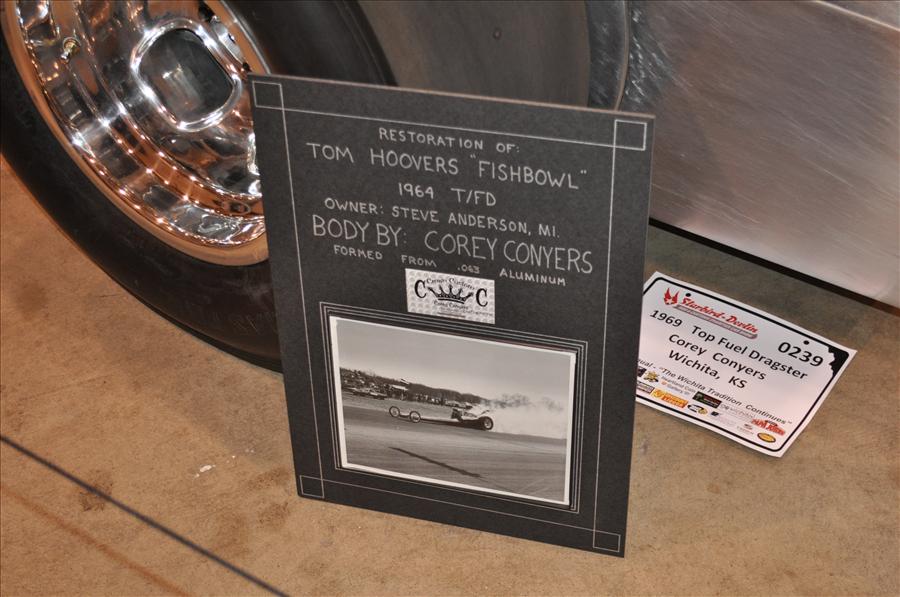 RESTORATION OF:
TOM HOOVERS "FISHBOWL"
1964 T/FD
OWNER: STEVE ANDERSON, MI.
BODY BY: COREY CONYERS
FORMED FROM .063 ALUMINUM
C C
Starbird-Devlin
0239
1969 Top Fuel Dragster
Corey Conyers
Wichita, KS
"The Wichita Tradition Continues"